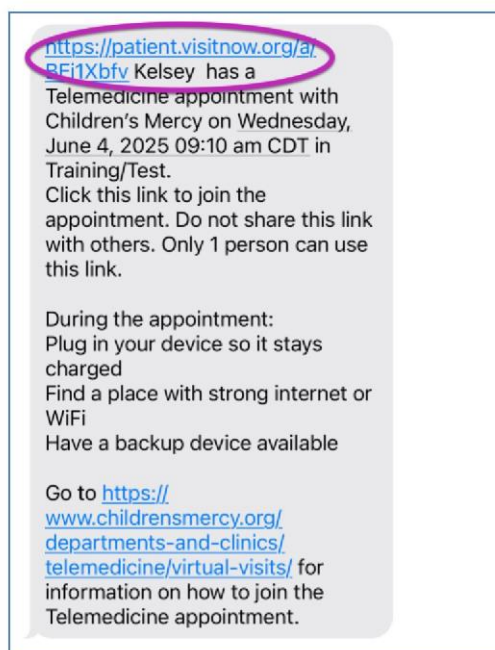 https://patient.visitnow.org/a/
BFj1Xbfv Kelsey  has a
Telemedicine appointment with
Children's Mercy on Wednesday,
June 4, 2025 09:10 am CDT in
Training/Test.
Click this link to join the
appointment. Do not share this link
with others. Only 1 person can use
this link.

During the appointment:
Plug in your device so it stays
charged
Find a place with strong internet or
WiFi
Have a backup device available

Go to https://
www.childrensmercy.org/
departments-and-clinics/
telemedicine/virtual-visits/ for
information on how to join the
Telemedicine appointment.